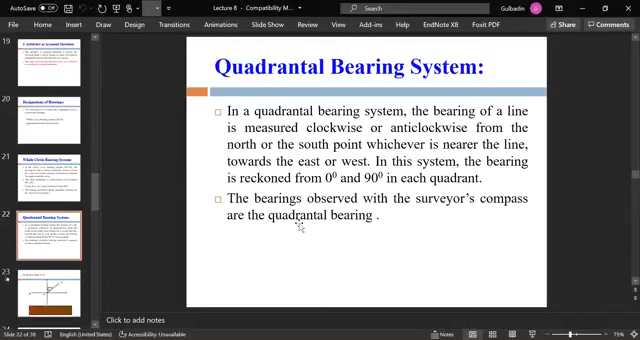 AutoSave Off
Lecture 8 - Compatibility M...
Search
Gulbadin
File Home Insert Draw Design Transitions Animations Slide Show Review View Add-ins Help EndNote X8 Foxit PDF Share Comments
19
20
Designations of Bearings
21
Whole Circle Bearing System:
22
Quadrantal Bearing System:
23
Quadrantal Bearing System:
In a quadrantal bearing system, the bearing of a line
is measured clockwise or anticlockwise from the
north or the south point whichever is nearer the line,
towards the east or west. In this system, the bearing
is reckoned from 0⁰ and 90⁰ in each quadrant.
The bearings observed with the surveyor's compass
are the quadrantal bearing .
Click to add notes
Slide 22 of 28 English (United States) Accessibility: Unavailable Notes 75%